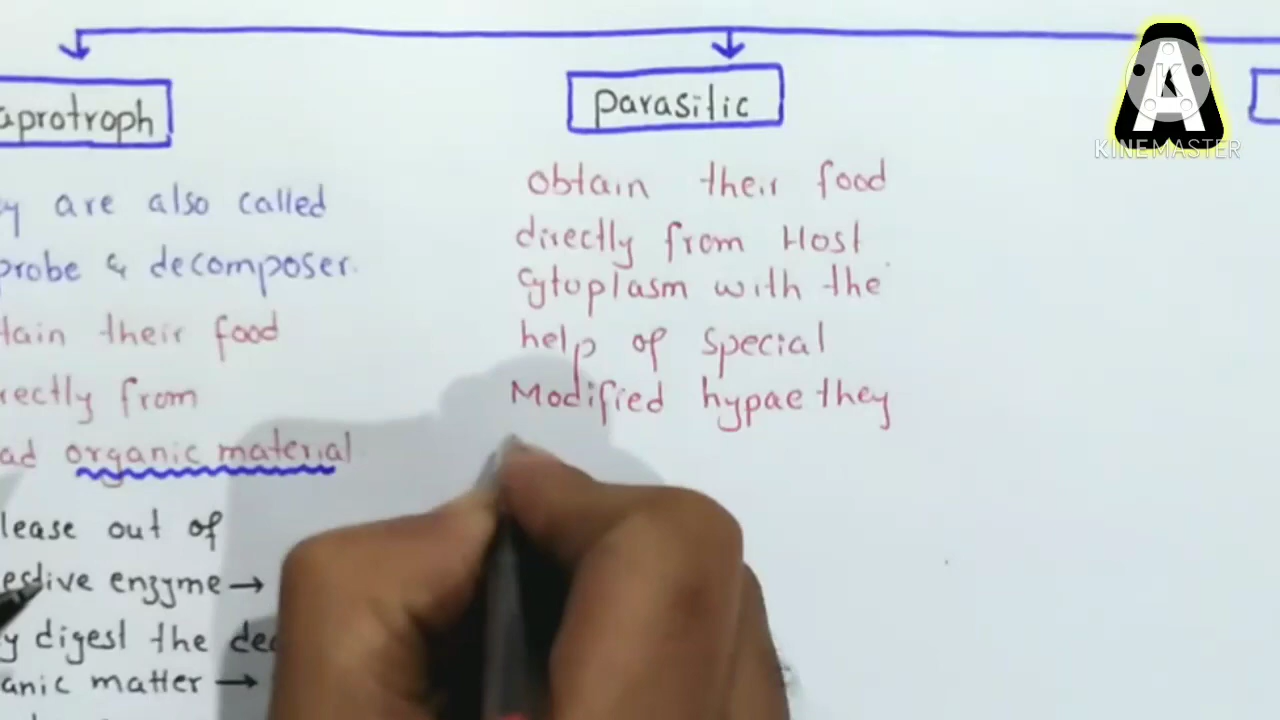 aprotroph
y are also called
probe & decomposer.
tain their food
rectly from
ad organic material
lease out of
estive enzyme →
y digest the dec
anic matter →
parasitic
obtain their food
directly from Host
Cytoplasm with the
help of special
Modified hypae they
A
K
KINEMASTER